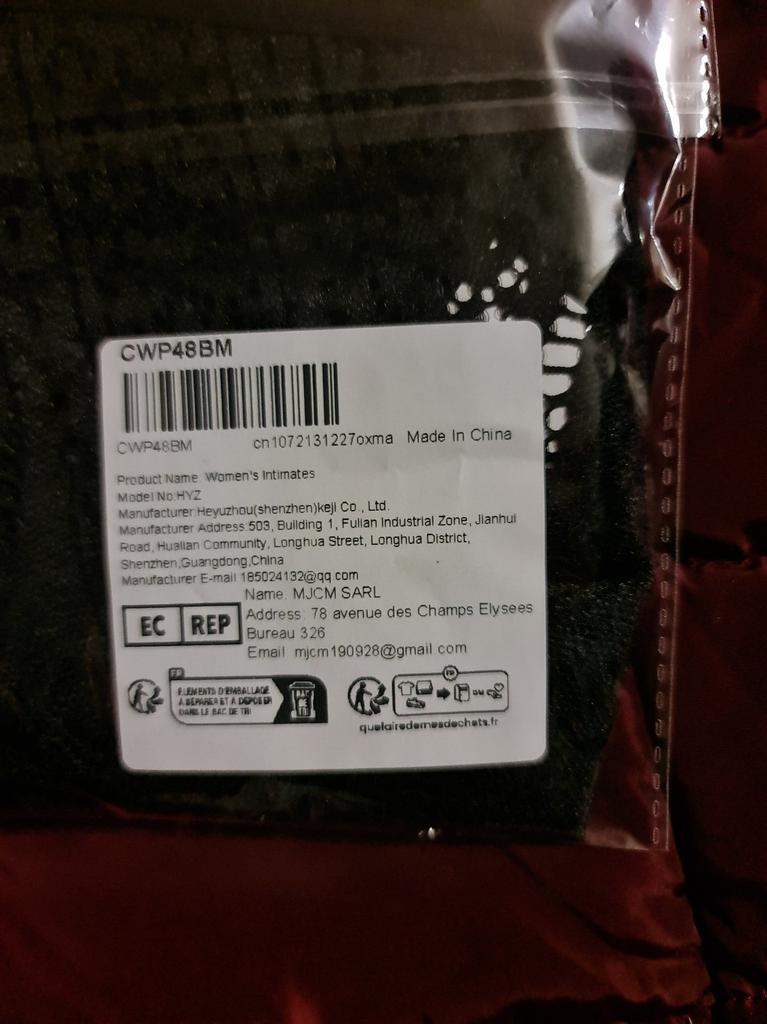 CWP48BM
CWP48BM cn1072131227oxma Made In China
Product Name: Women's Intimates
Model No:HYZ
Manufacturer:Heyuzhou(shenzhen)keji Co., Ltd.
Manufacturer Address:503, Building 1, Fulian Industrial Zone, Jianhui
Road, Hualian Community, Longhua Street, Longhua District,
Shenzhen,Guangdong,China
Manufacturer E-mail:185024132@qq.com
EC REP
Name: MJCM SARL
Address: 78 avenue des Champs Elysees
Bureau 326
Email: mjcm190928@gmail.com
FR
ÉLÉMENTS D'EMBALLAGE
À SÉPARER ET À DÉPOSER
DANS LE BAC DE TRI
FR
OU
quefairedemesdechets.fr